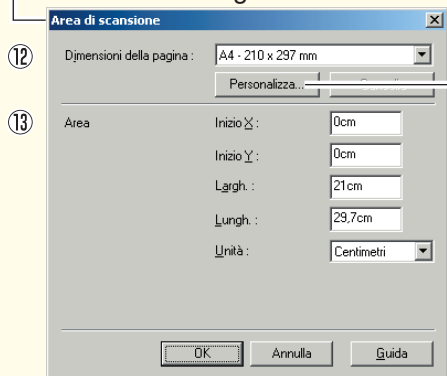 Area di scansione
⑫ Dimensioni della pagina : A4 - 210 x 297 mm
Personalizza...
⑬ Area Inizio X : 0cm
Inizio Y : 0cm
Largh. : 21cm
Lungh. : 29,7cm
Unità : Centimetri
OK Annulla Guida